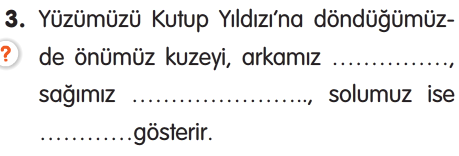 3. Yüzümüzü Kutup Yıldızı’na döndüğümüz-
? de önümüz kuzeyi, arkamız ……………,
sağımız ………………….., solumuz ise
…………gösterir.